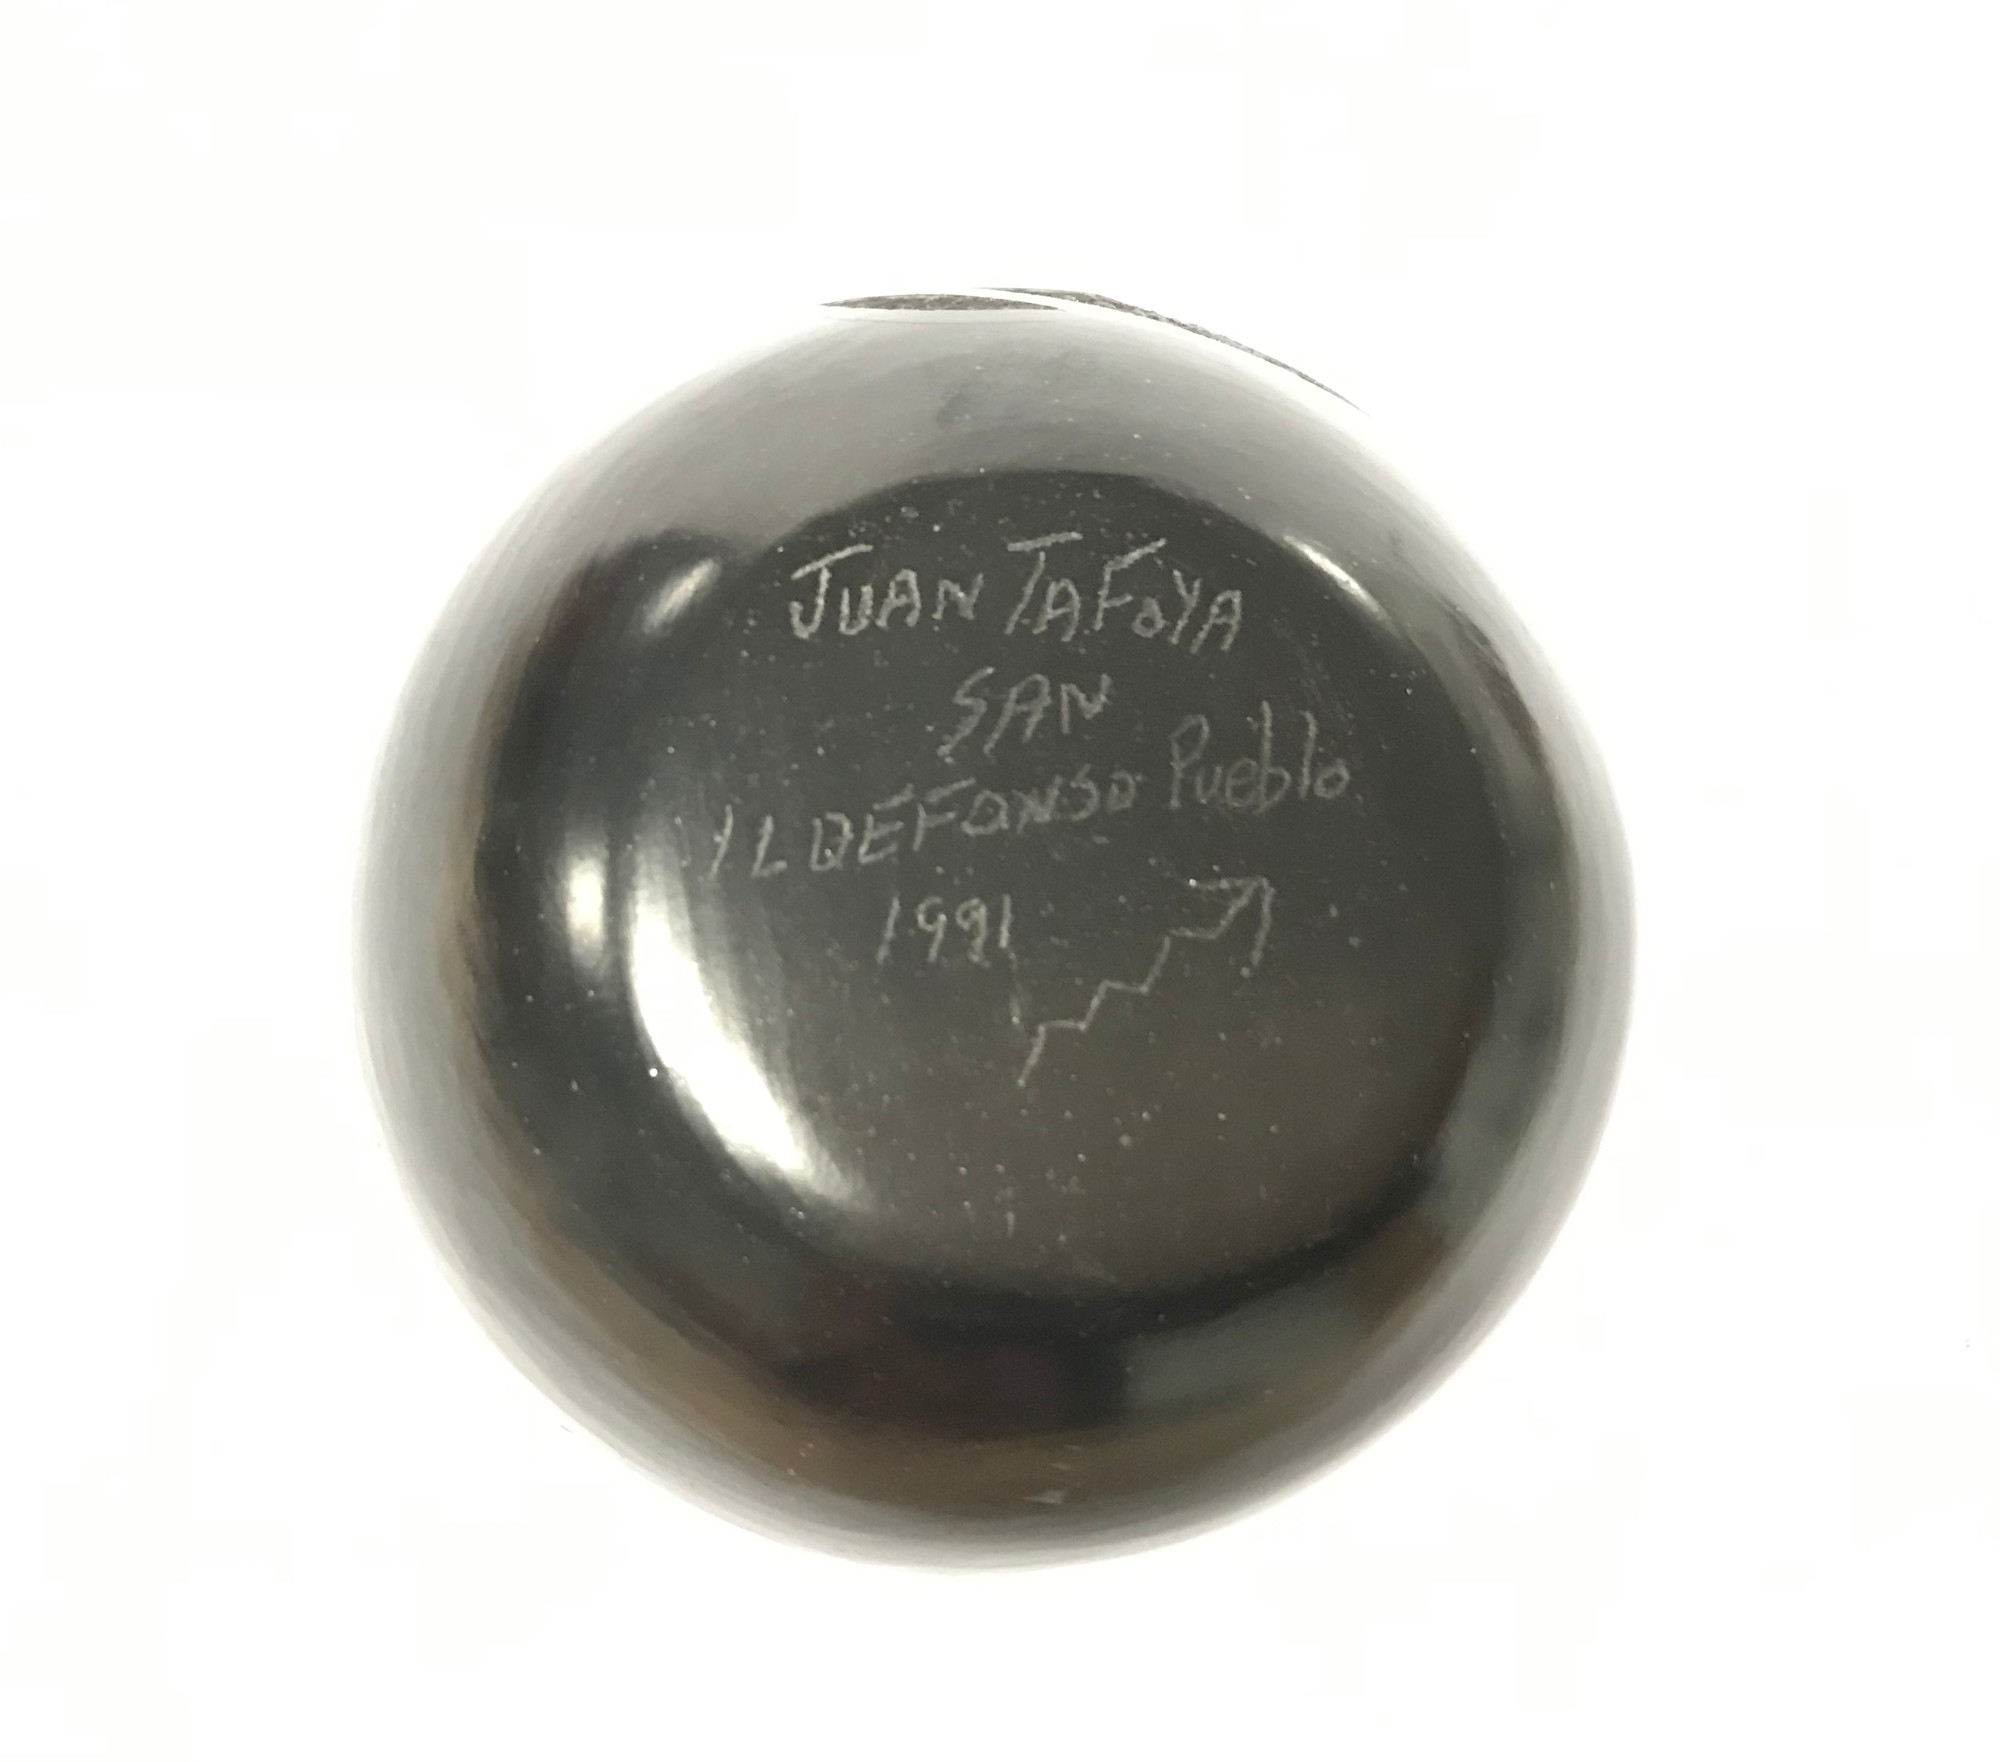 JUAN TAFOYA
SAN
ILDEFONSO Pueblo
1991